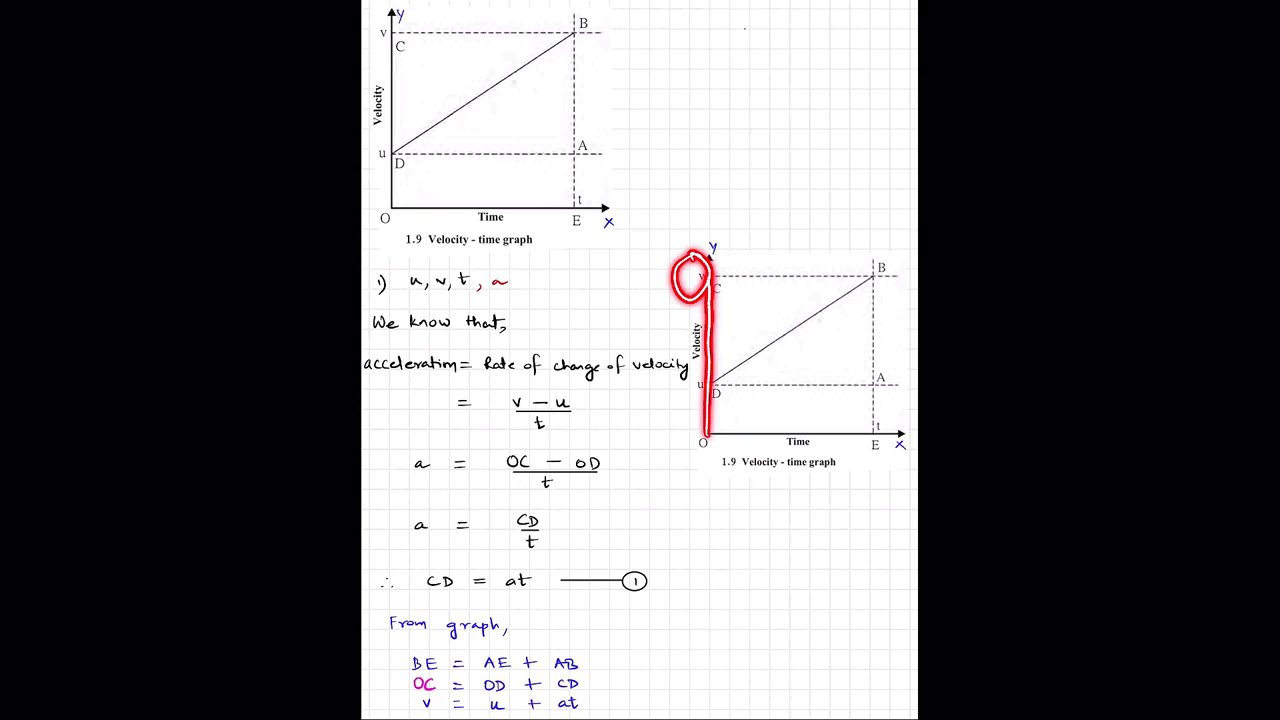 Y
v
C
B
Velocity
u
D
A
t
O
Time
E
X
1.9 Velocity - time graph
1) u, v, t, a
We know that,
acceleration = Rate of change of velocity
= v - u / t
a = OC - OD / t
a = CD / t
∴ CD = at ——— 1
From graph,
BE = AE + AB
OC = OD + CD
v = u + at
Y
B
C
Velocity
u
D
A
t
O
Time
E
X
1.9 Velocity - time graph